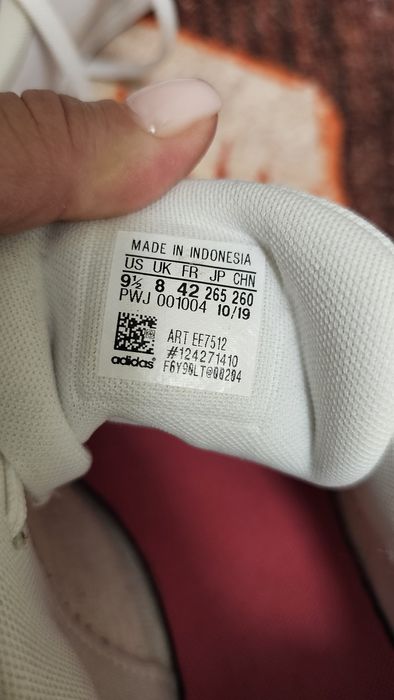 MADE IN INDONESIA
US UK FR JP CHN
9½ 8 42 265 260
PWJ 001004 10/19
ART EE7512
#124271410
adidas® F6Y90LT@00204